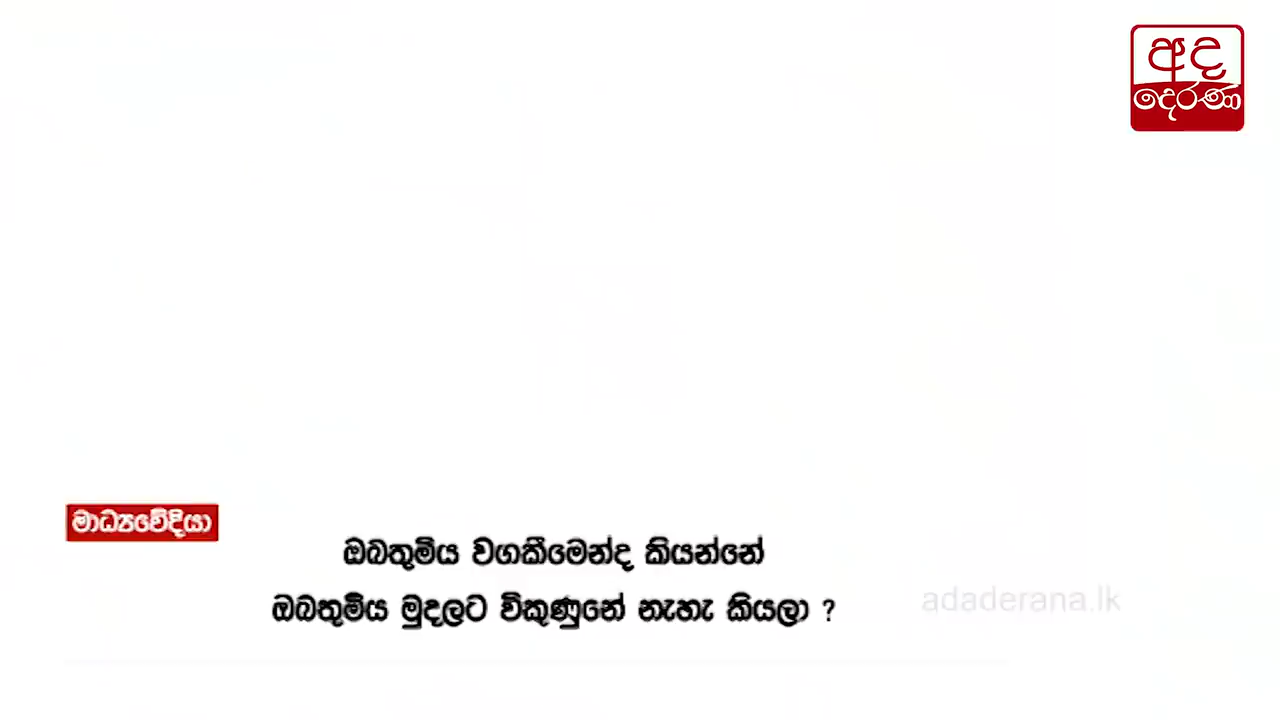 අද
දෙරණ
මාධ්‍යවේදියා
ඔබතුමිය වගකීමෙන්ද කියන්නේ
ඔබතුමිය මුදලට විකුණුනේ නැහැ කියලා ?
adaderana.lk